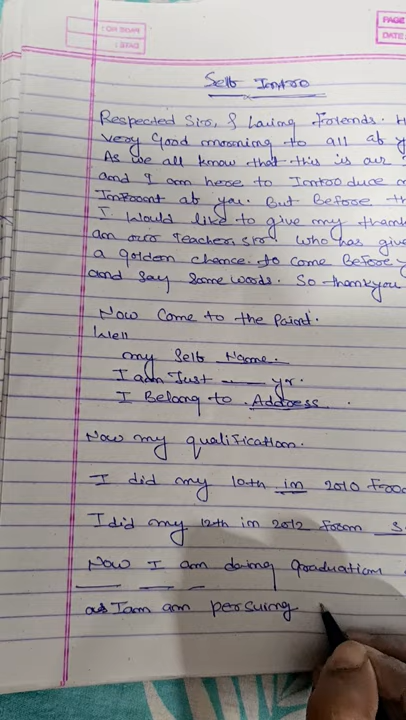 PAGE
DATE:
Self Intro
Respected Sir, & Loving Friends. H
very Good morning to all of y
As we all know that this is our
and I am here to Introduce m
Infront of you. But Before th
I Would like to give my thank
an our Teacher, Sir. Who has give
a golden chance to come Before y
and say Some words. So thankyou
Now Come to the Point.
Well
my Self Name.
I am Just ___ yr.
I Belong to Address.
Now my qualification.
I did my 10th in 2010 from
I did my 12th in 2012 from S
Now I am doing graduation
as I am am persuing